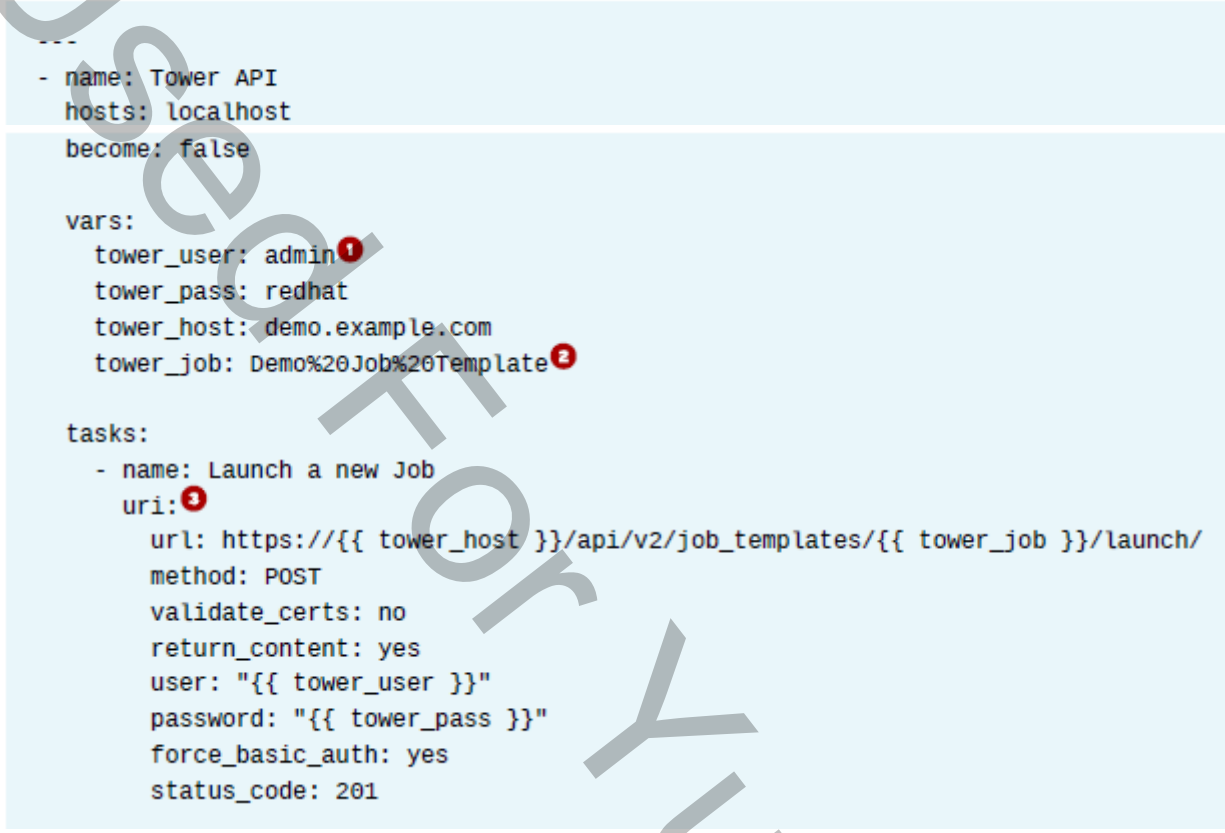 ---
- name: Tower API
  hosts: localhost
  become: false

  vars:
    tower_user: admin 1
    tower_pass: redhat
    tower_host: demo.example.com
    tower_job: Demo%20Job%20Template 2

  tasks:
    - name: Launch a new Job
      uri: 3
        url: https://{{ tower_host }}/api/v2/job_templates/{{ tower_job }}/launch/
        method: POST
        validate_certs: no
        return_content: yes
        user: "{{ tower_user }}"
        password: "{{ tower_pass }}"
        force_basic_auth: yes
        status_code: 201
used For Yu